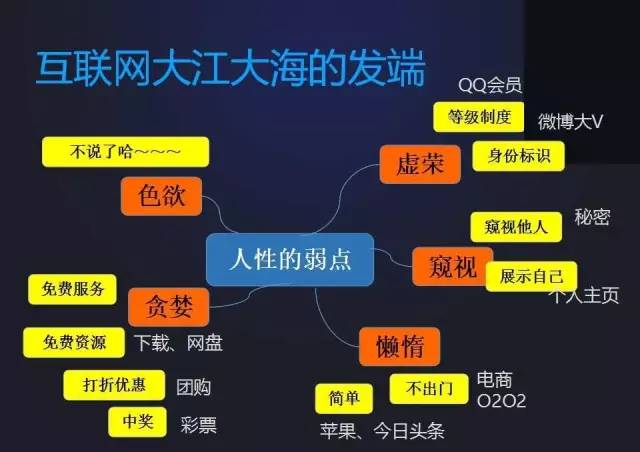 互联网大江大海的发端
QQ会员
等级制度
微博大V
虚荣
身份标识
不说了哈～～～～
色欲
人性的弱点
窥视他人
秘密
窥视
展示自己
个人主页
免费服务
贪婪
免费资源
下载、网盘
打折优惠
团购
中奖
彩票
懒惰
不出门
电商
O2O2
简单
苹果、今日头条